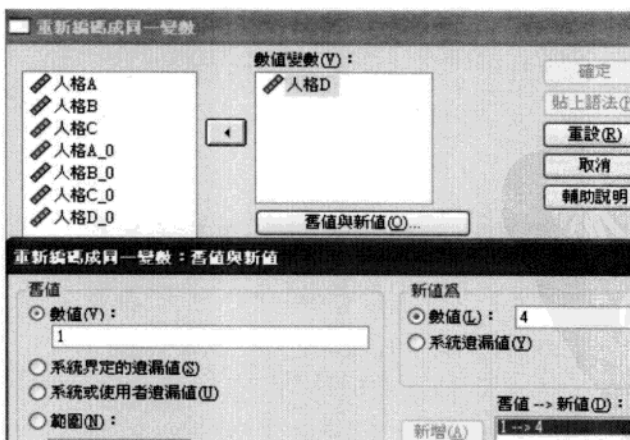 重新編碼成同一變數
數值變數(V)：
人格A
人格B
人格C
人格A_0
人格B_0
人格C_0
人格D_0
人格D
舊值與新值(O)...
確定
貼上語法(P
重設(R)
取消
輔助說明
重新編碼成同一變數：舊值與新值
舊值
數值(V)：
1
系統界定的遺漏值(S)
系統或使用者遺漏值(U)
範圍(N)：
新值為
數值(L)： 4
系統遺漏值(Y)
舊值 --> 新值(D)：
新增(A)
1 --> 4